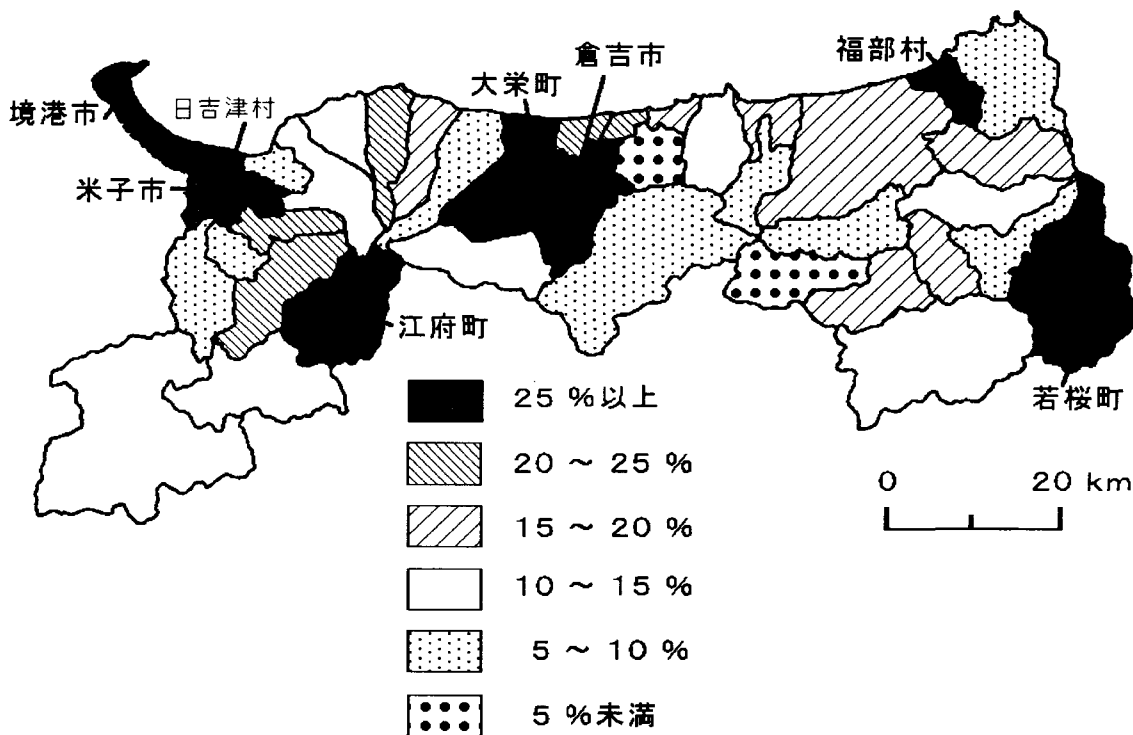 倉吉市
福部村
大栄町
境港市
日吉津村
米子市
江府町
若桜町
25 %以上
20 ～ 25 %
15 ～ 20 %
10 ～ 15 %
5 ～ 10 %
5 %未満
0 20 km